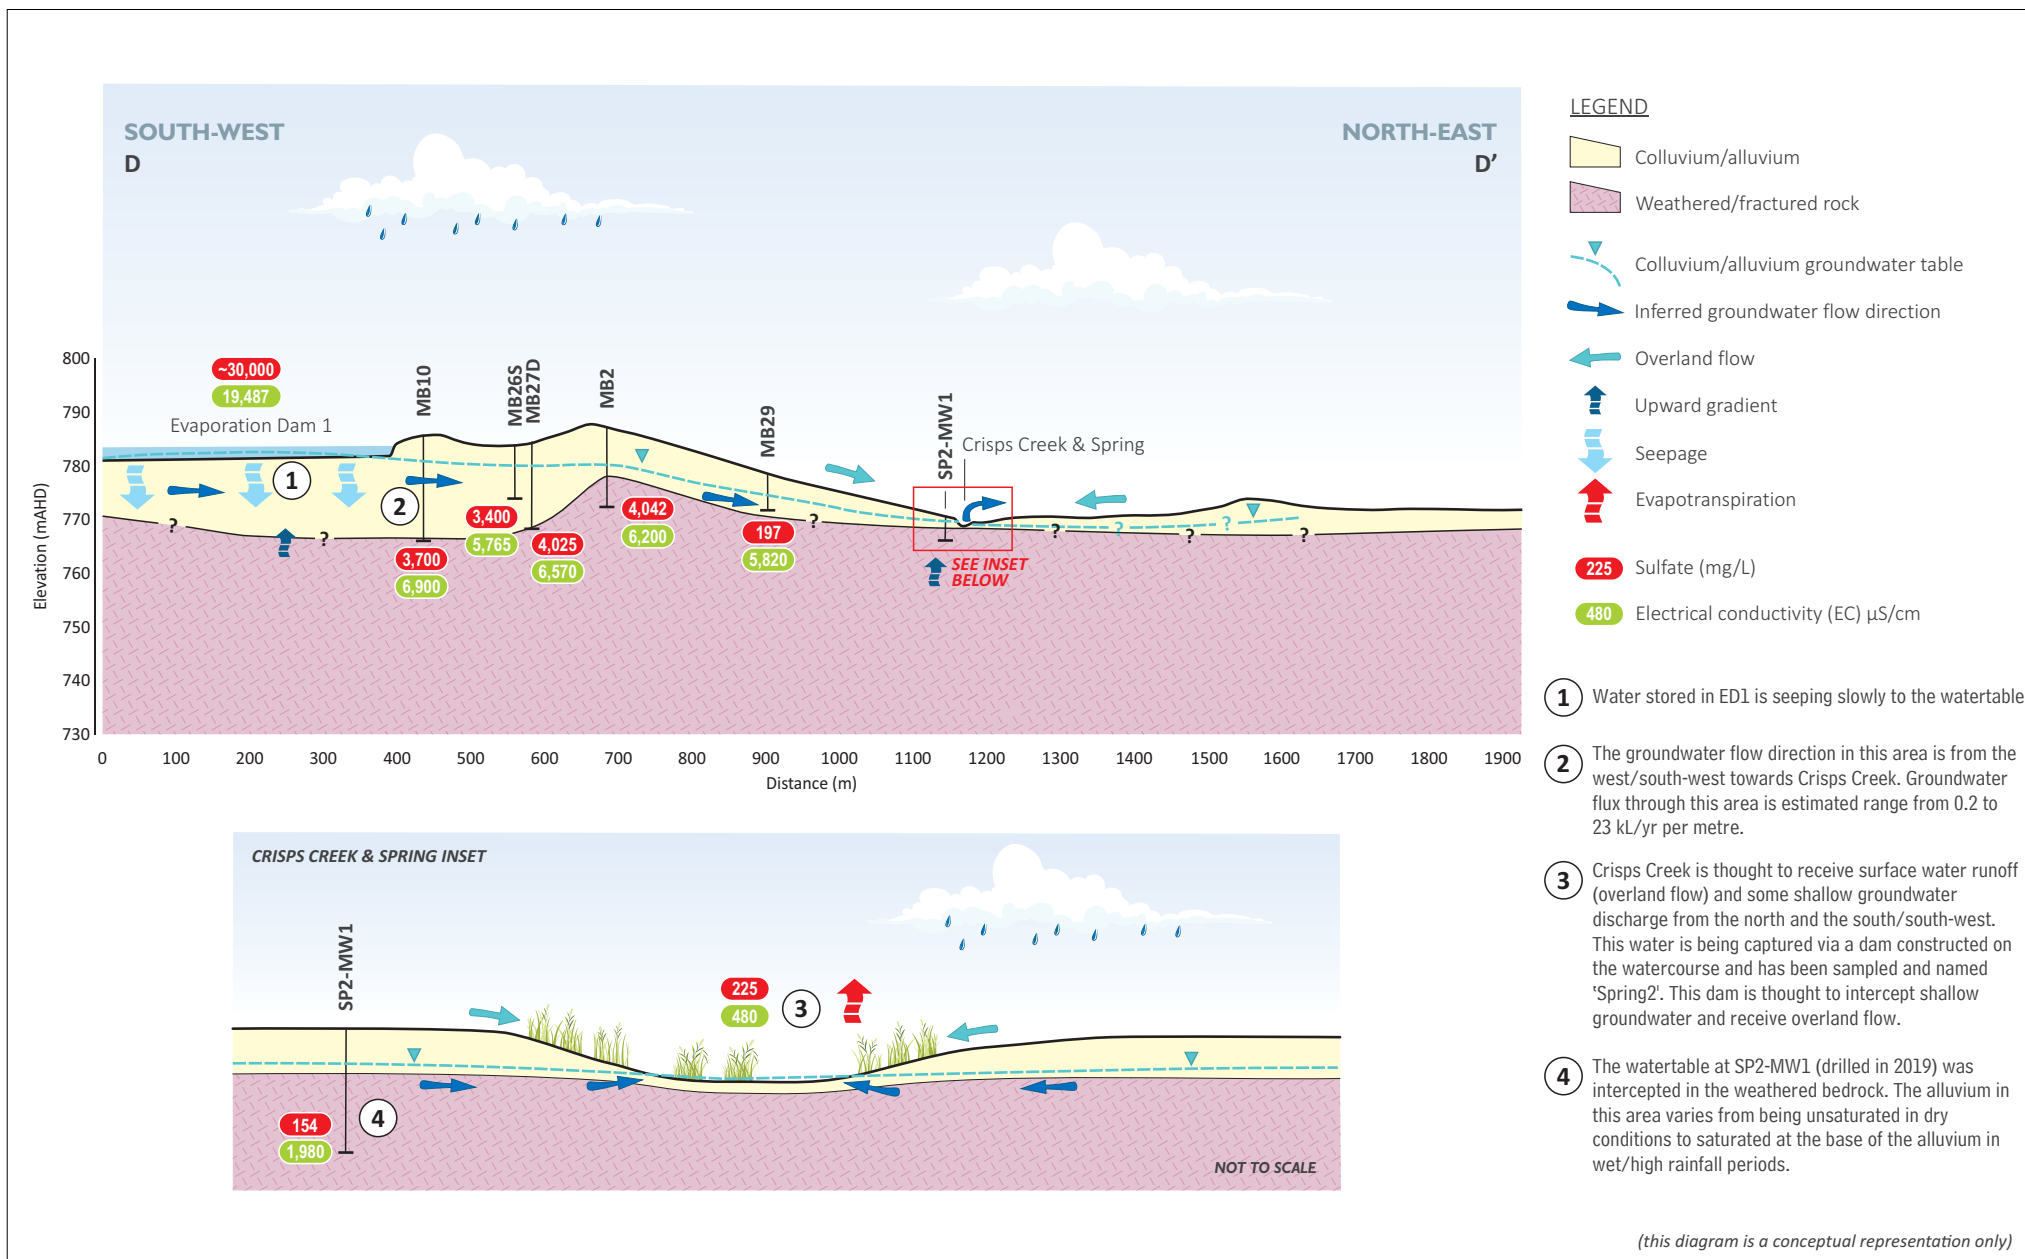 SOUTH-WEST
D
NORTH-EAST
D’
~30,000
19,487
Evaporation Dam 1
MB10
MB26S
MB27D
MB2
MB29
SP2-MW1
Crisps Creek & Spring
3,700
6,900
3,400
5,765
4,025
6,570
4,042
6,200
197
5,820
SEE INSET
BELOW
1
2
?
?
?
?
?
?
?
?
Elevation (mAHD)
800
790
780
770
760
750
740
730
0 100 200 300 400 500 600 700 800 900 1000 1100 1200 1300 1400 1500 1600 1700 1800 1900
Distance (m)
CRISPS CREEK & SPRING INSET
SP2-MW1
225
480
3
154
1,980
4
NOT TO SCALE
LEGEND
Colluvium/alluvium
Weathered/fractured rock
Colluvium/alluvium groundwater table
Inferred groundwater flow direction
Overland flow
Upward gradient
Seepage
Evapotranspiration
225 Sulfate (mg/L)
480 Electrical conductivity (EC) µS/cm
1 Water stored in ED1 is seeping slowly to the watertable
2 The groundwater flow direction in this area is from the
west/south-west towards Crisps Creek. Groundwater
flux through this area is estimated range from 0.2 to
23 kL/yr per metre.
3 Crisps Creek is thought to receive surface water runoff
(overland flow) and some shallow groundwater
discharge from the north and the south/south-west.
This water is being captured via a dam constructed on
the watercourse and has been sampled and named
‘Spring2’. This dam is thought to intercept shallow
groundwater and receive overland flow.
4 The watertable at SP2-MW1 (drilled in 2019) was
intercepted in the weathered bedrock. The alluvium in
this area varies from being unsaturated in dry
conditions to saturated at the base of the alluvium in
wet/high rainfall periods.
(this diagram is a conceptual representation only)